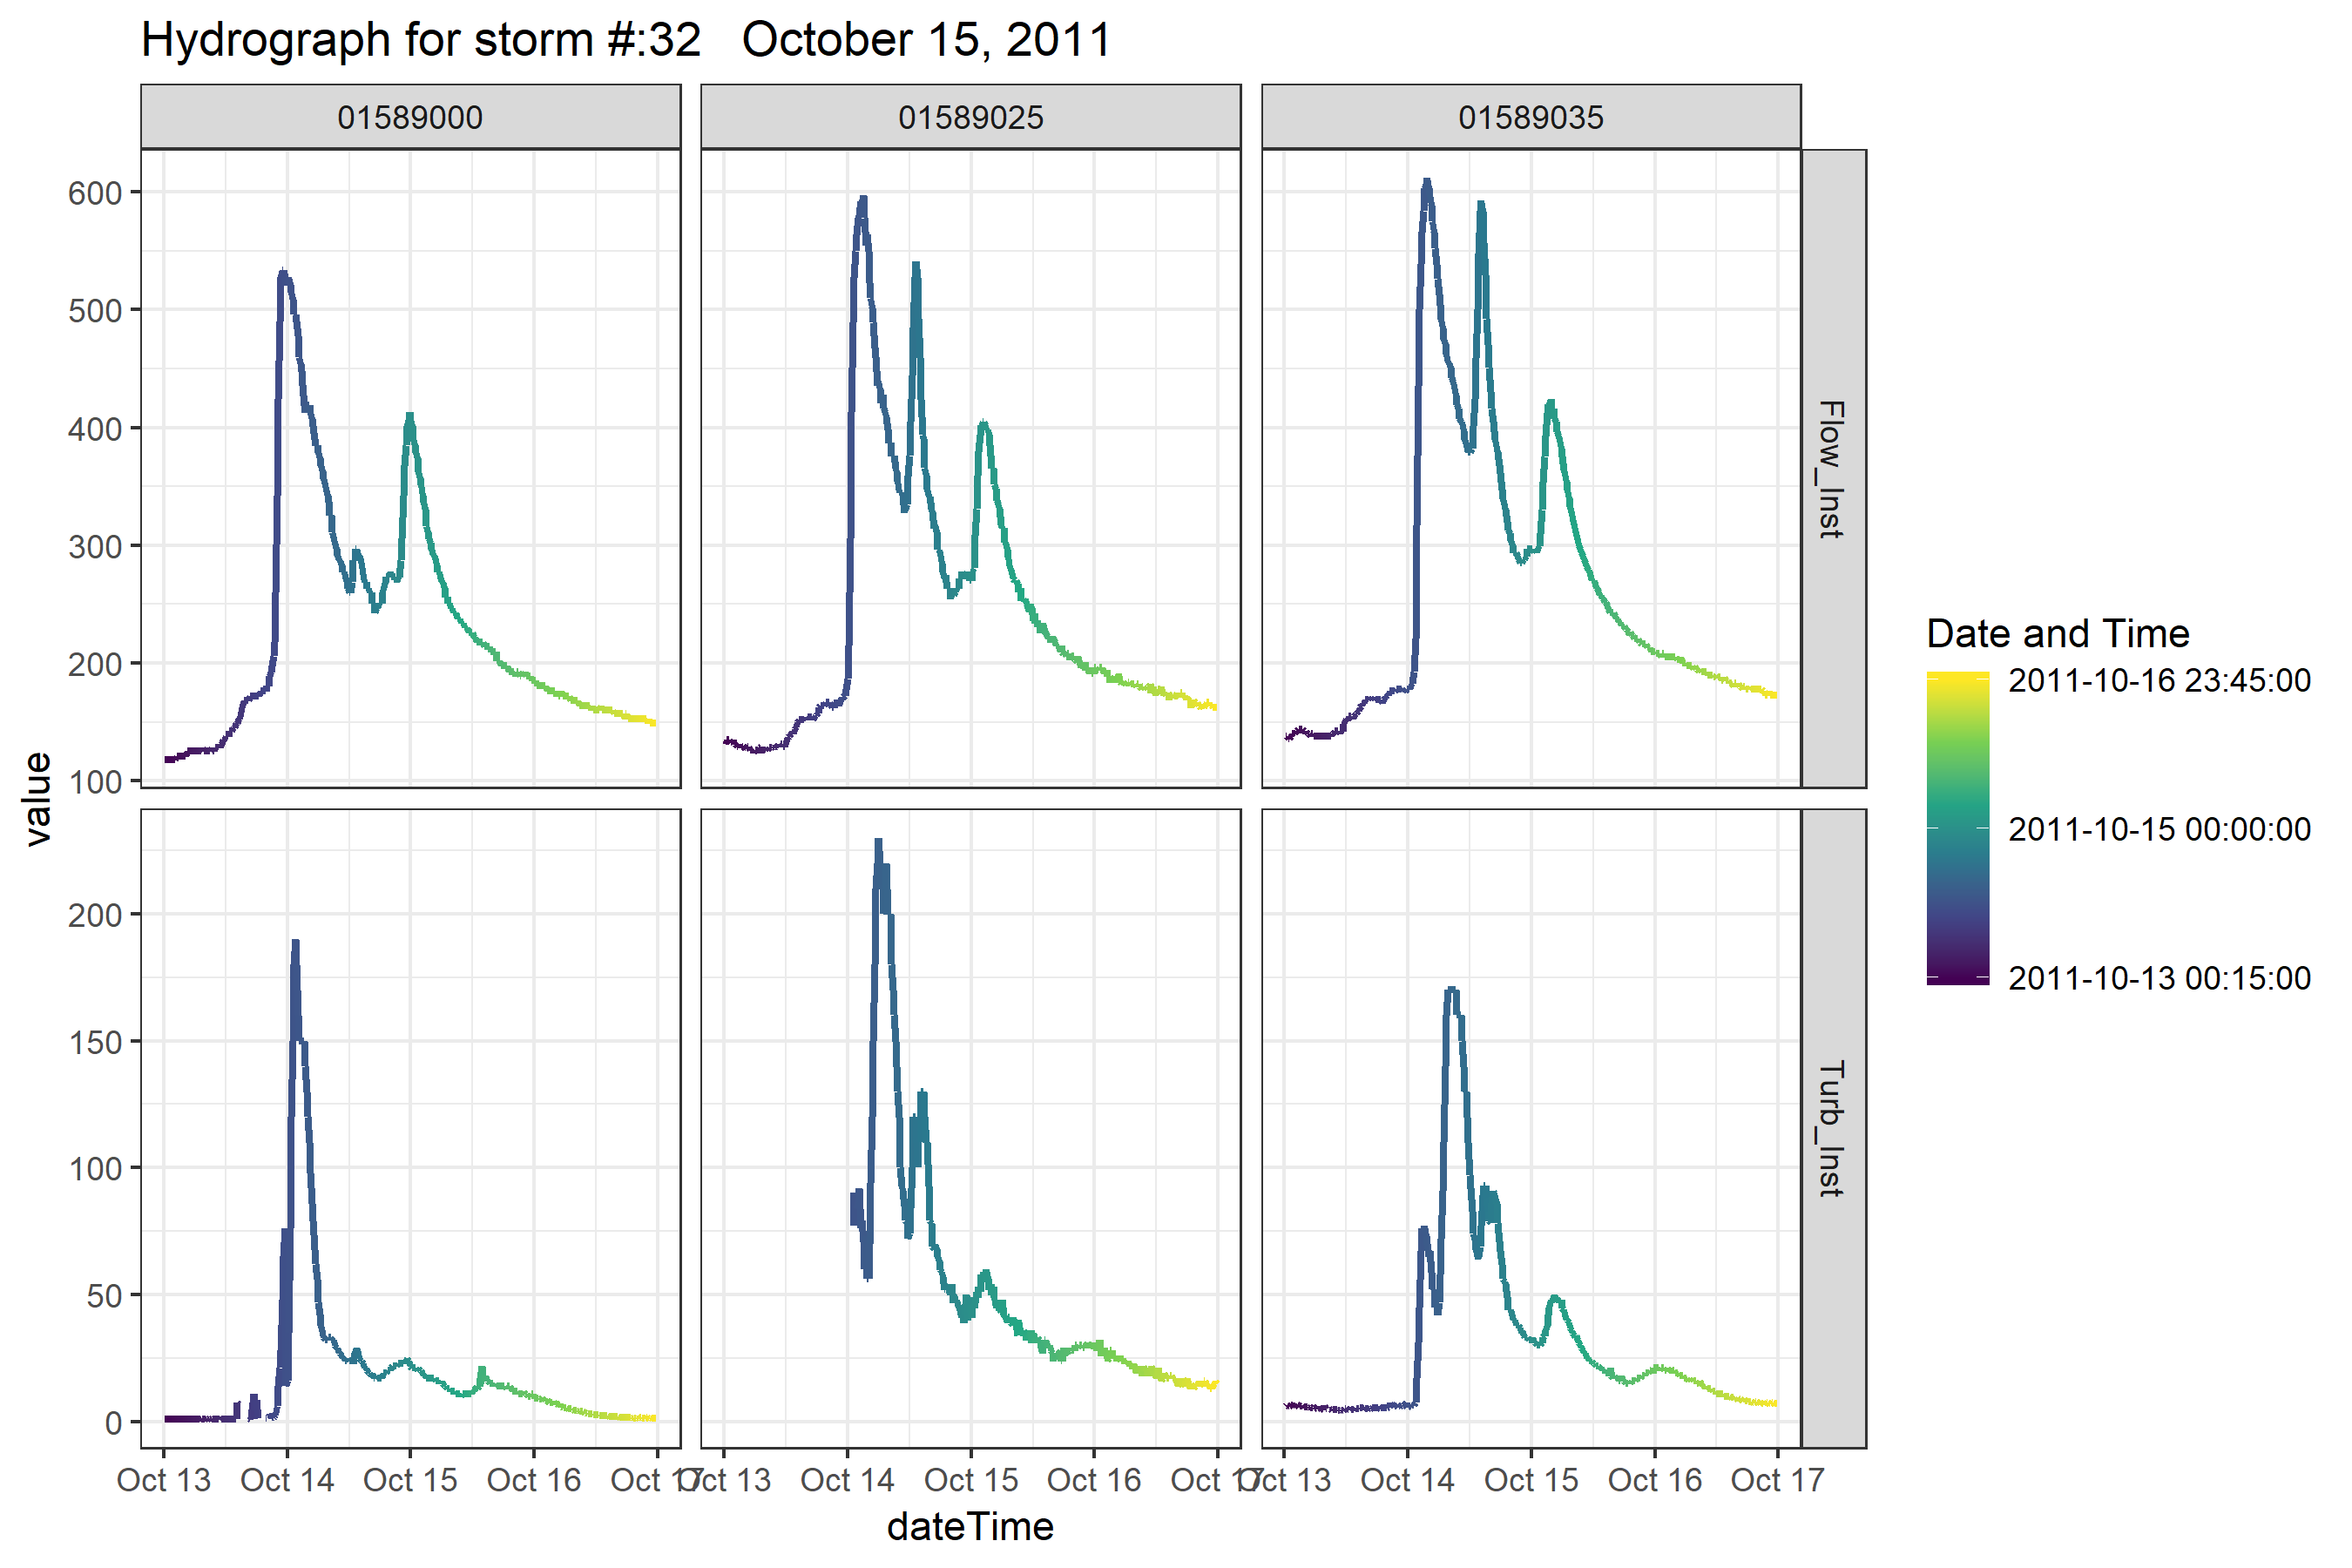 Hydrograph for storm #:32   October 15, 2011
01589000
01589025
01589035
600
500
400
300
200
100
Flow_Inst
value
200
150
100
50
0
Turb_Inst
Oct 13
Oct 14
Oct 15
Oct 16
Oct 17
Oct 13
Oct 14
Oct 15
Oct 16
Oct 17
Oct 13
Oct 14
Oct 15
Oct 16
Oct 17
dateTime
Date and Time
2011-10-16 23:45:00
2011-10-15 00:00:00
2011-10-13 00:15:00